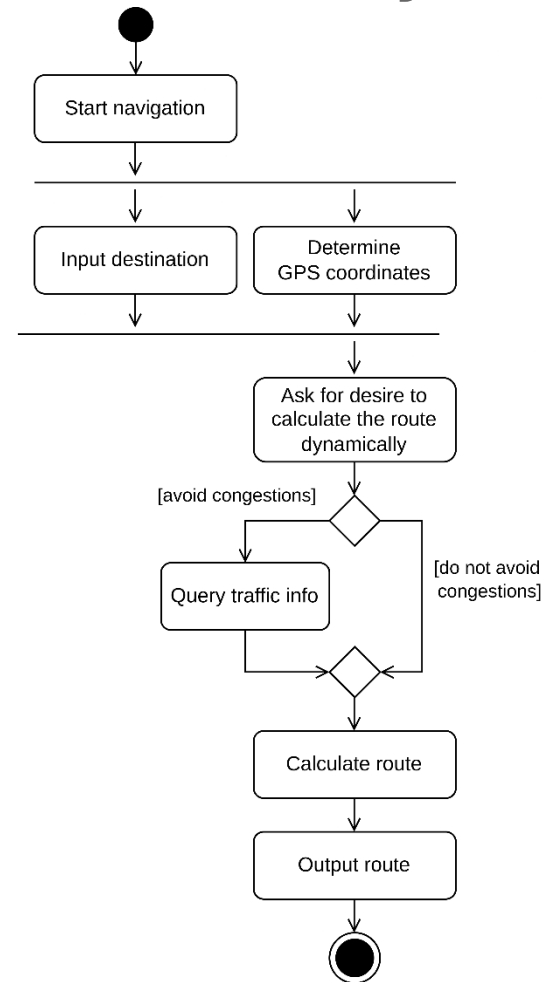 Start navigation
Input destination
Determine
GPS coordinates
Ask for desire to
calculate the route
dynamically
[avoid congestions]
[do not avoid
congestions]
Query traffic info
Calculate route
Output route